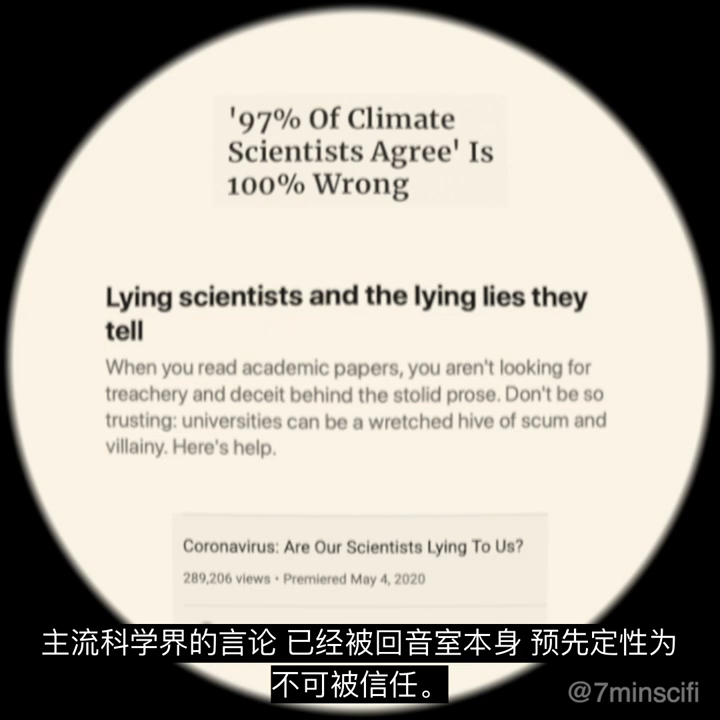 '97% Of Climate
Scientists Agree' Is
100% Wrong
Lying scientists and the lying lies they
tell
When you read academic papers, you aren't looking for
treachery and deceit behind the stolid prose. Don't be so
trusting: universities can be a wretched hive of scum and
villainy. Here's help.
Coronavirus: Are Our Scientists Lying To Us?
289,206 views • Premiered May 4, 2020
主流科学界的言论 已经被回音室本身 预先定性为
不可被信任。
@7minscifi